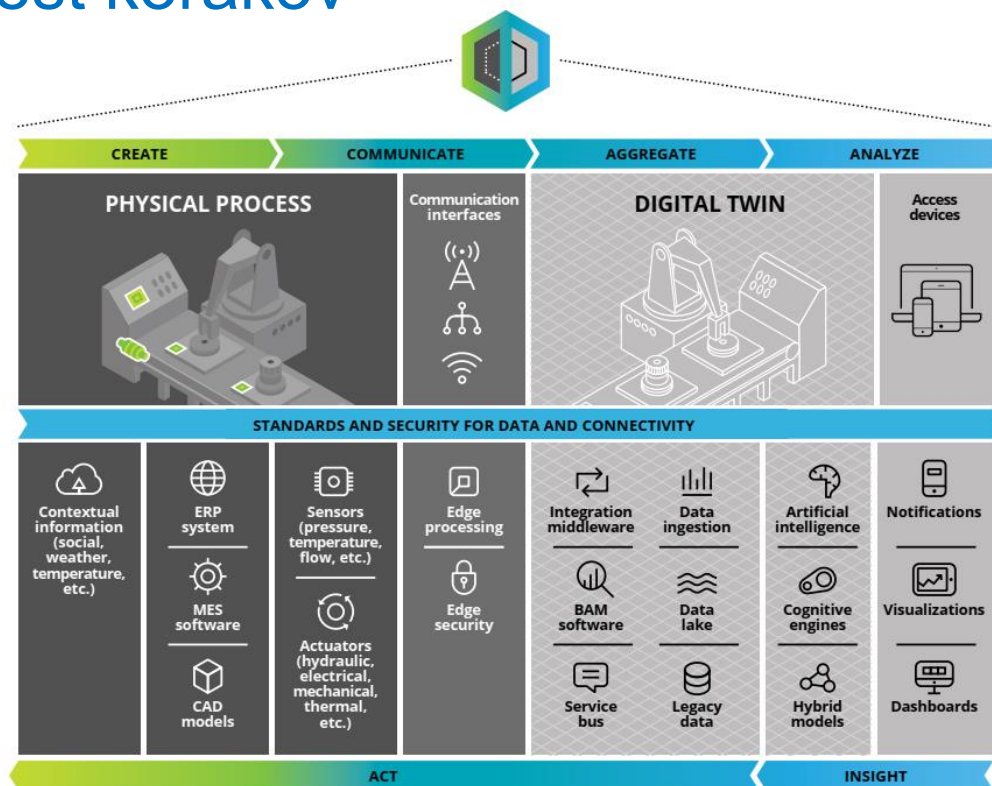 ost korakov
CREATE
COMMUNICATE
AGGREGATE
ANALYZE
PHYSICAL PROCESS
Communication
interfaces
DIGITAL TWIN
Access
devices
STANDARDS AND SECURITY FOR DATA AND CONNECTIVITY
Contextual
information
(social,
weather,
temperature,
etc.)
ERP
system
MES
software
CAD
models
Sensors
(pressure,
temperature,
flow, etc.)
Actuators
(hydraulic,
electrical,
mechanical,
thermal,
etc.)
Edge
processing
Edge
security
Integration
middleware
BAM
software
Service
bus
Data
ingestion
Data
lake
Legacy
data
Artificial
intelligence
Cognitive
engines
Hybrid
models
Notifications
Visualizations
Dashboards
ACT
INSIGHT